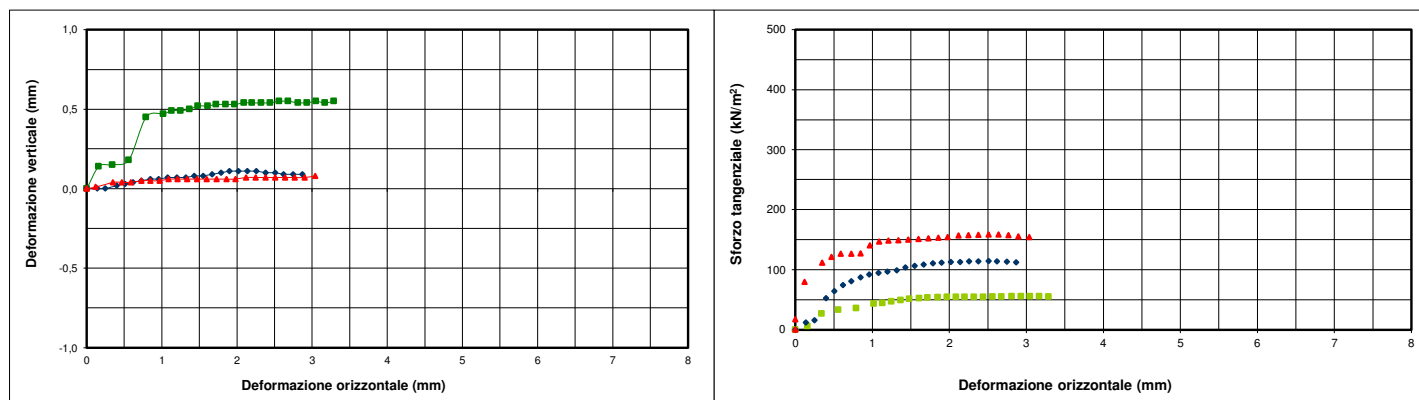 Deformazione verticale (mm)
1,0
0,5
0,0
-0,5
-1,0
0 1 2 3 4 5 6 7 8
Deformazione orizzontale (mm)
Sforzo tangenziale (kN/m²)
500
400
300
200
100
0
0 1 2 3 4 5 6 7 8
Deformazione orizzontale (mm)